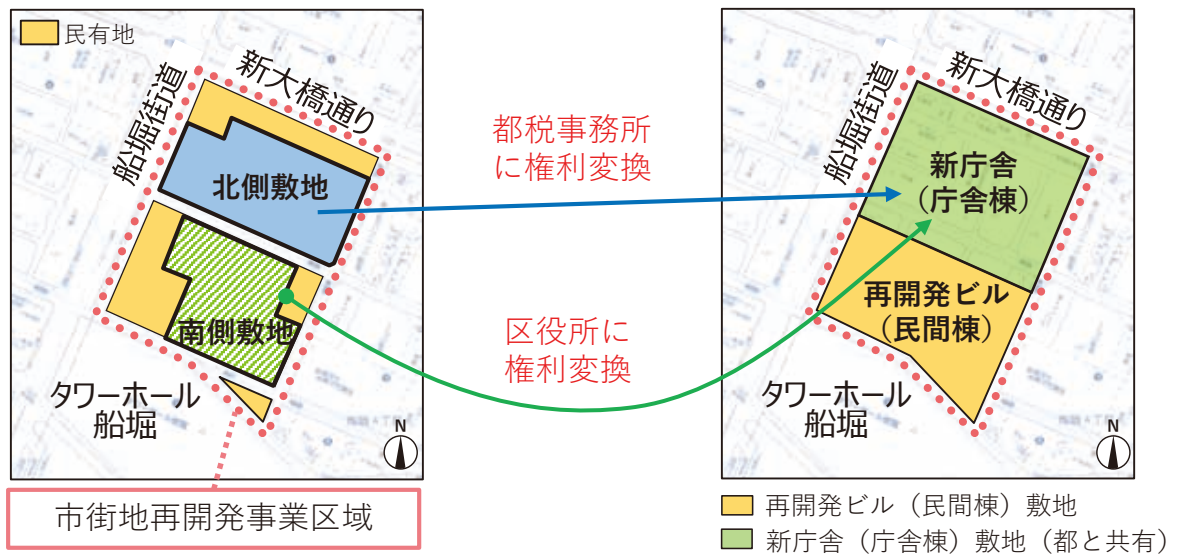 民有地
新大橋通り
船堀街道
北側敷地
南側敷地
タワーホール
船堀
N
市街地再開発事業区域
都税事務所
に権利変換
区役所に
権利変換
新大橋通り
船堀街道
新庁舎
（庁舎棟）
再開発ビル
（民間棟）
タワーホール
船堀
N
再開発ビル（民間棟）敷地
新庁舎（庁舎棟）敷地（都と共有）